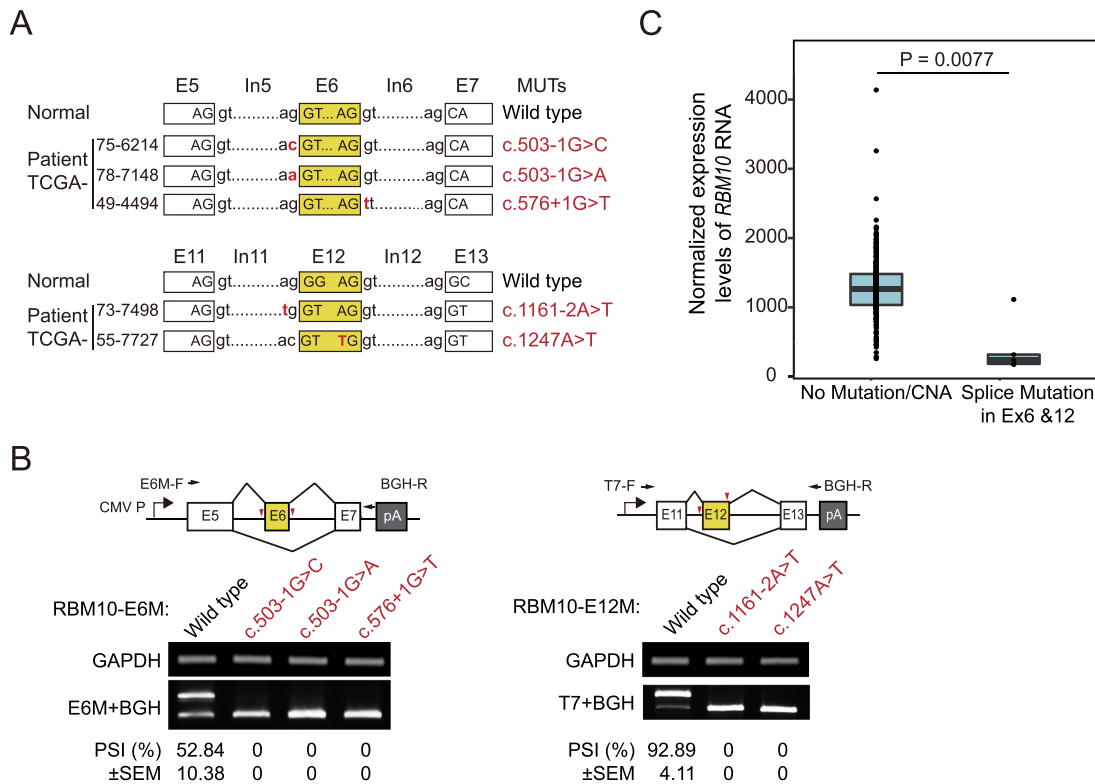 A
E5 In5 E6 In6 E7 MUTs
Normal AG gt..........ag GT... AG gt..........ag CA Wild type
Patient TCGA-
75-6214 AG gt..........ac GT... AG gt..........ag CA c.503-1G>C
78-7148 AG gt..........aa GT... AG gt..........ag CA c.503-1G>A
49-4494 AG gt..........ag GT... AG tt..........ag CA c.576+1G>T
E11 In11 E12 In12 E13
Normal AG gt..........ag GG AG gt..........ag GC Wild type
Patient TCGA-
73-7498 AG gt..........tg GT AG gt..........ag GT c.1161-2A>T
55-7727 AG gt..........ac GT TG gt..........ag GT c.1247A>T
C
P = 0.0077
Normalized expression
levels of RBM10 RNA
4000
3000
2000
1000
0
No Mutation/CNA
Splice Mutation
in Ex6 &12
B
E6M-F
BGH-R
CMV P
E5 E6 E7 pA
RBM10-E6M:
Wild type c.503-1G>C c.503-1G>A c.576+1G>T
GAPDH
E6M+BGH
PSI (%) 52.84 0 0 0
±SEM 10.38 0 0 0
T7-F
BGH-R
E11 E12 E13 pA
RBM10-E12M:
Wild type c.1161-2A>T c.1247A>T
GAPDH
T7+BGH
PSI (%) 92.89 0 0
±SEM 4.11 0 0